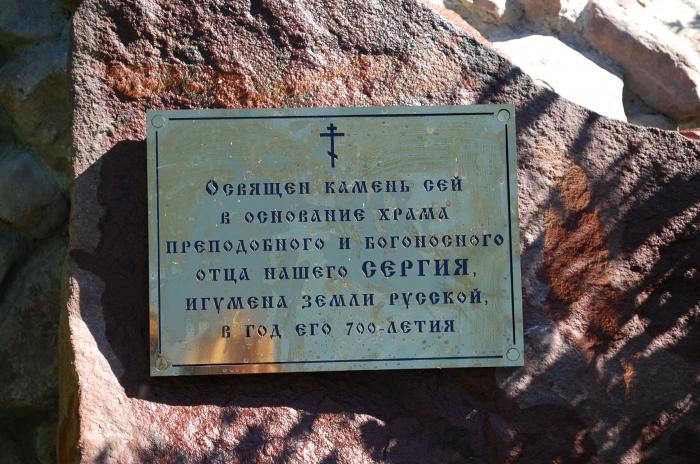 Освящен камень сей
в основание храма
преподобного и богоносного
отца нашего СЕРГИЯ,
игумена Земли Русской,
в год его 700-летия